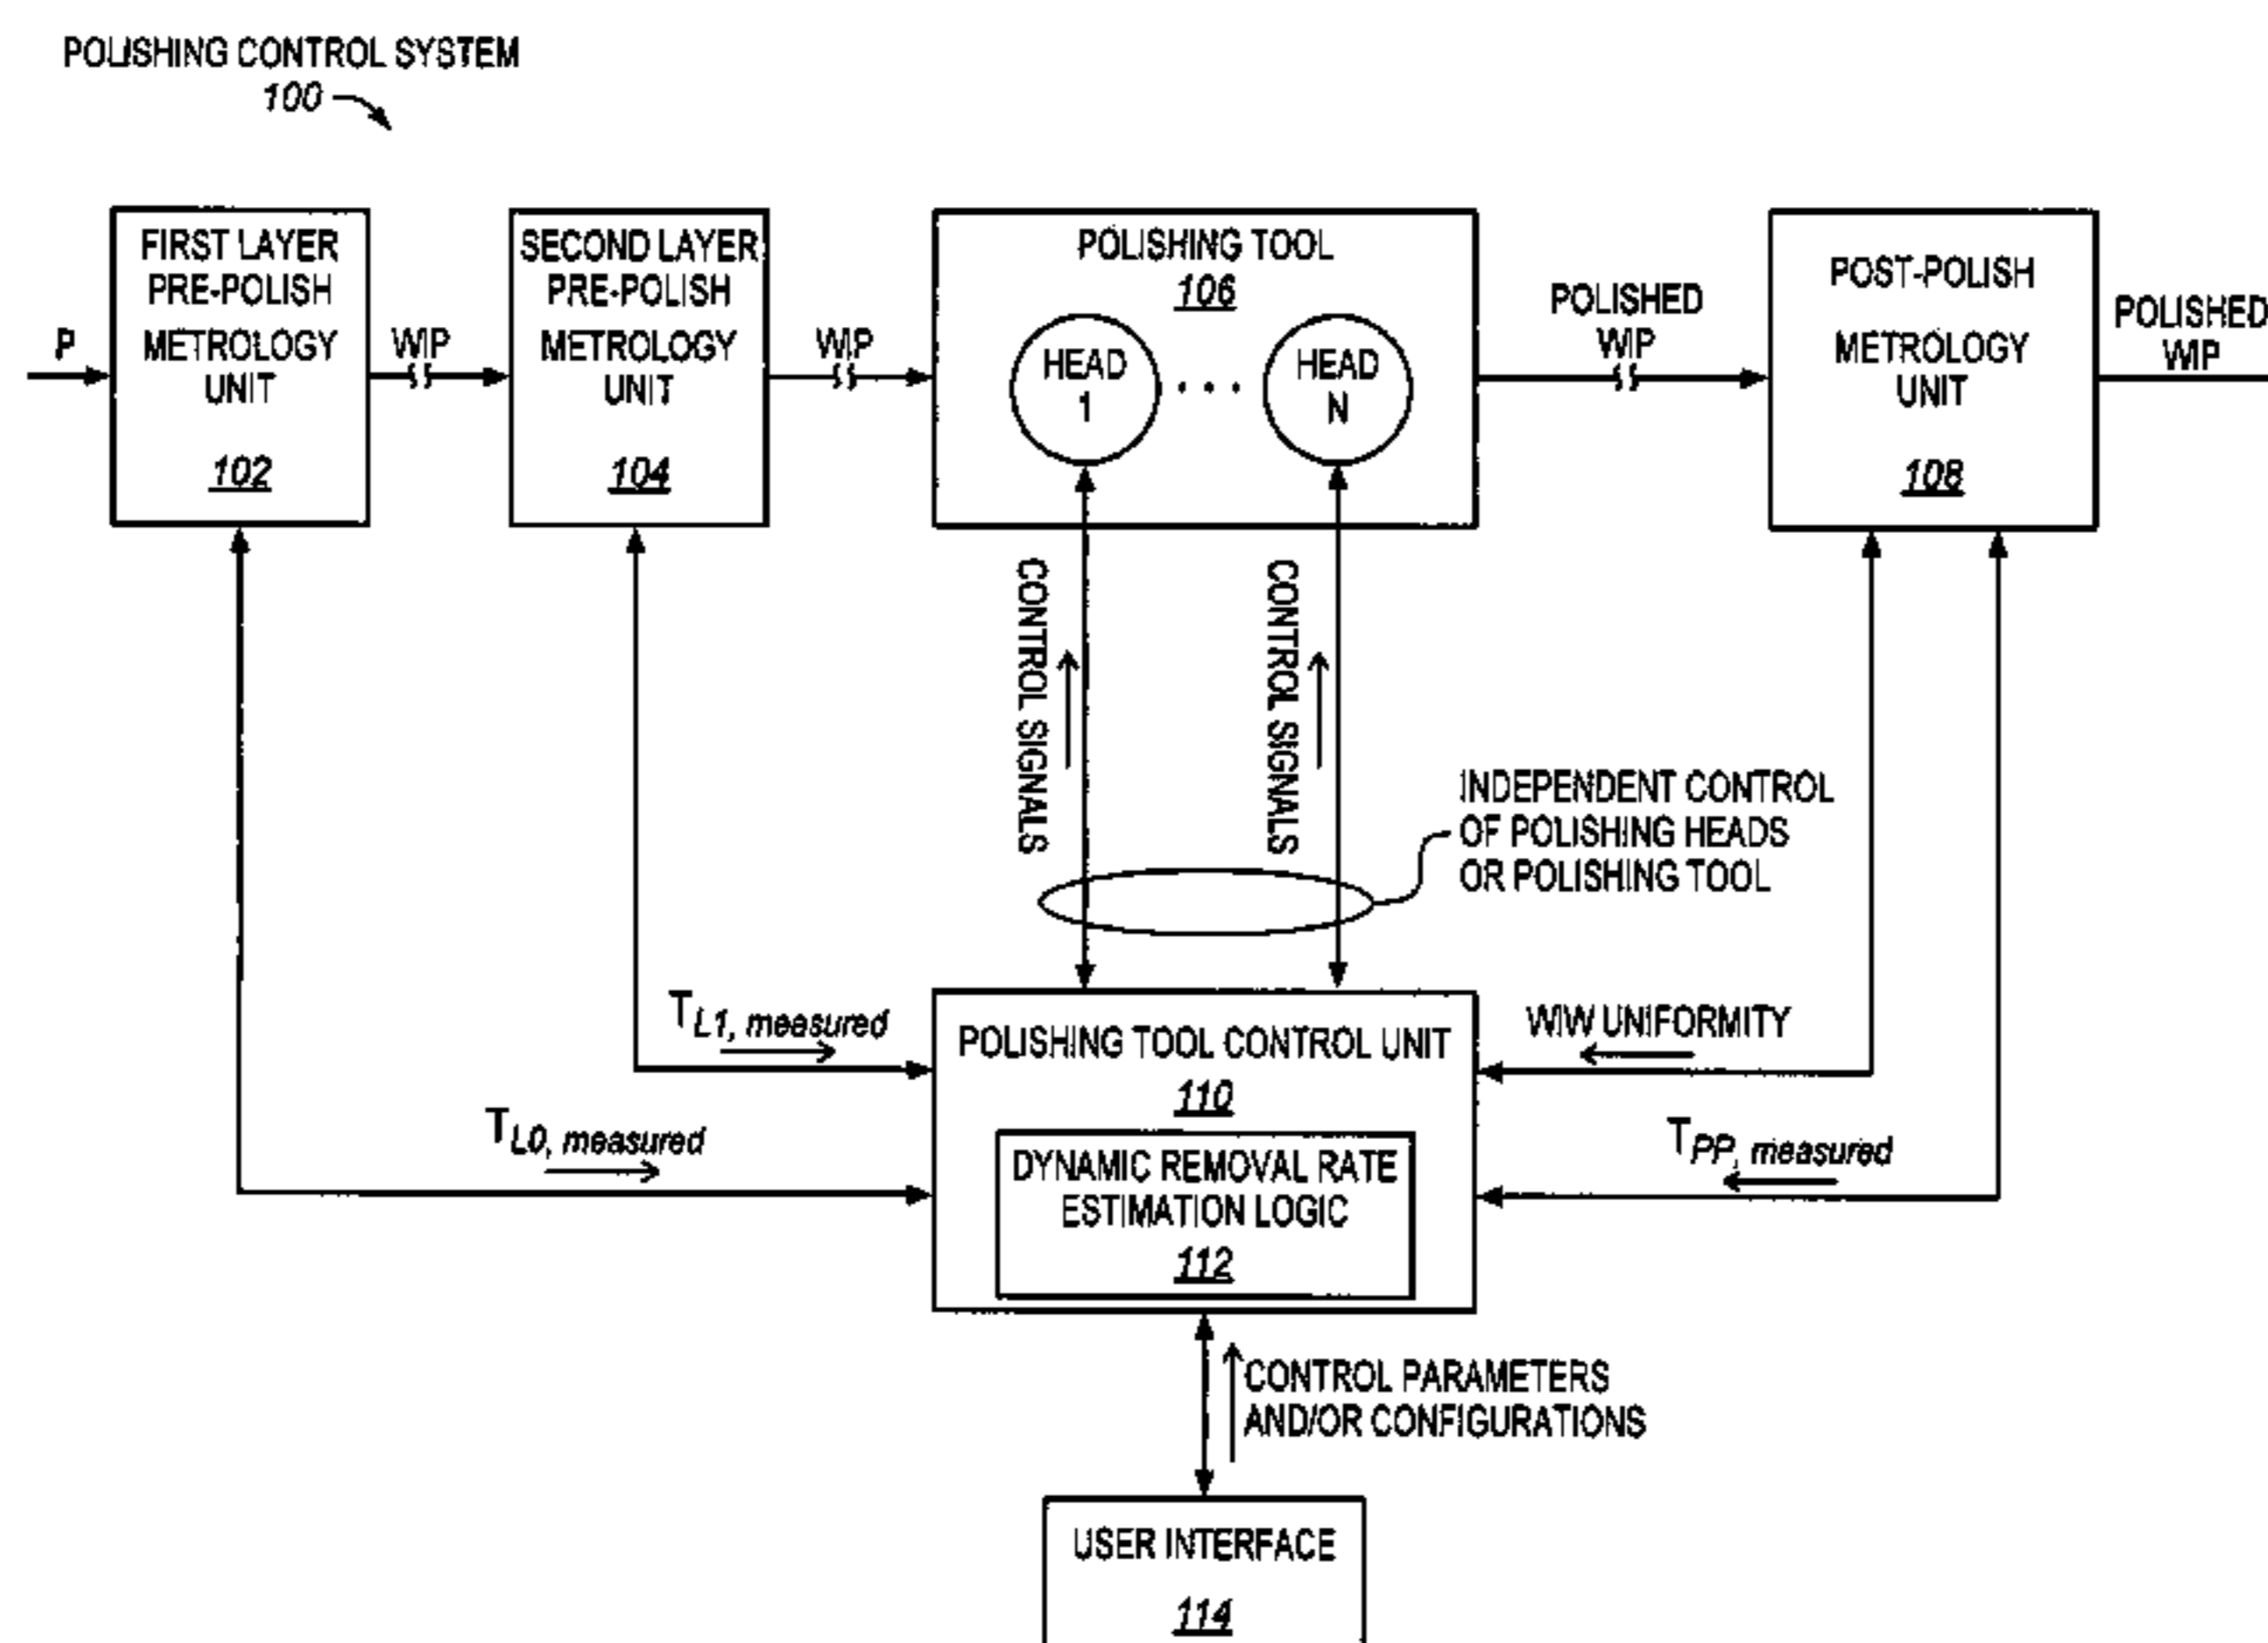 POLISHING CONTROL SYSTEM
100
FIRST LAYER
PRE-POLISH
METROLOGY
UNIT
102
SECOND LAYER
PRE-POLISH
METROLOGY
UNIT
104
POLISHING TOOL
106
HEAD
1
. . .
HEAD
N
POST-POLISH
METROLOGY
UNIT
108
WIP
WIP
POLISHED
WIP
POLISHED
WIP
CONTROL SIGNALS
CONTROL SIGNALS
INDEPENDENT CONTROL
OF POLISHING HEADS
OR POLISHING TOOL
TL1, measured
TL0, measured
POLISHING TOOL CONTROL UNIT
110
DYNAMIC REMOVAL RATE
ESTIMATION LOGIC
112
WIW UNIFORMITY
TPP, measured
CONTROL PARAMETERS
AND/OR CONFIGURATIONS
USER INTERFACE
114